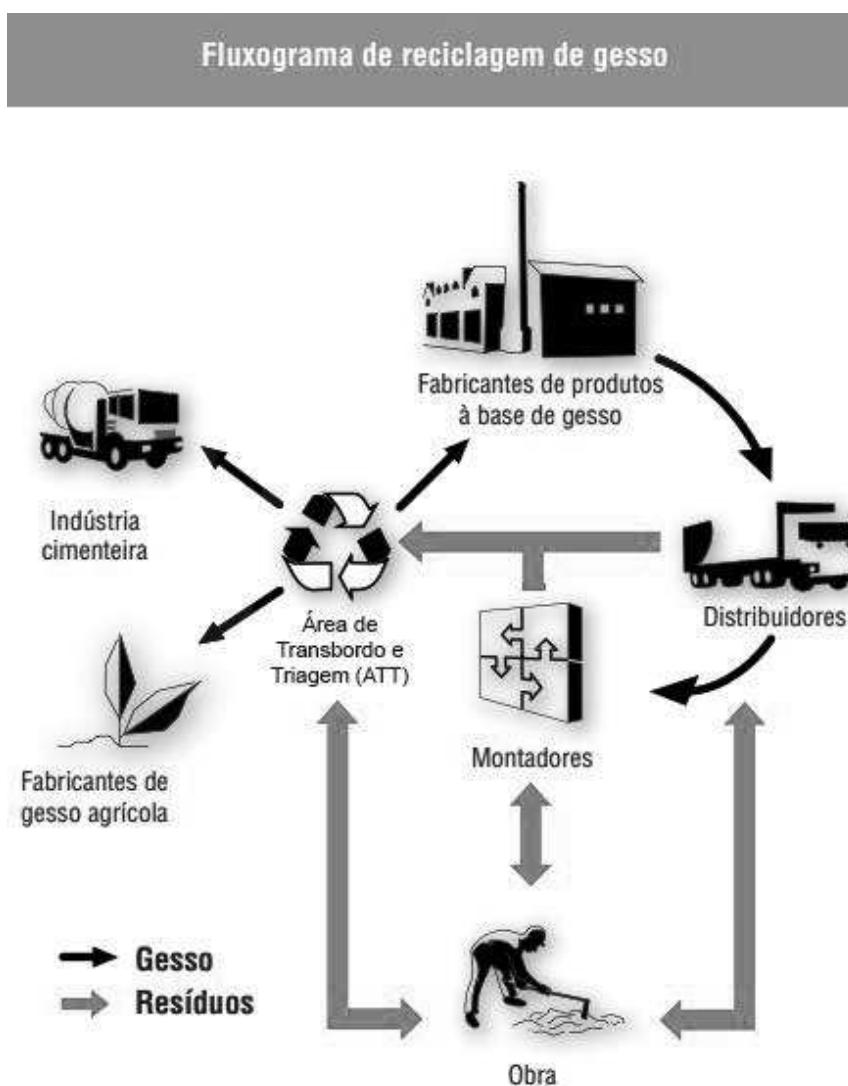 Fluxograma de reciclagem de gesso
Fabricantes de produtos
à base de gesso
Indústria
cimenteira
Área de
Transbordo e
Triagem (ATT)
Distribuidores
Montadores
Fabricantes de
gesso agrícola
Gesso
Resíduos
Obra